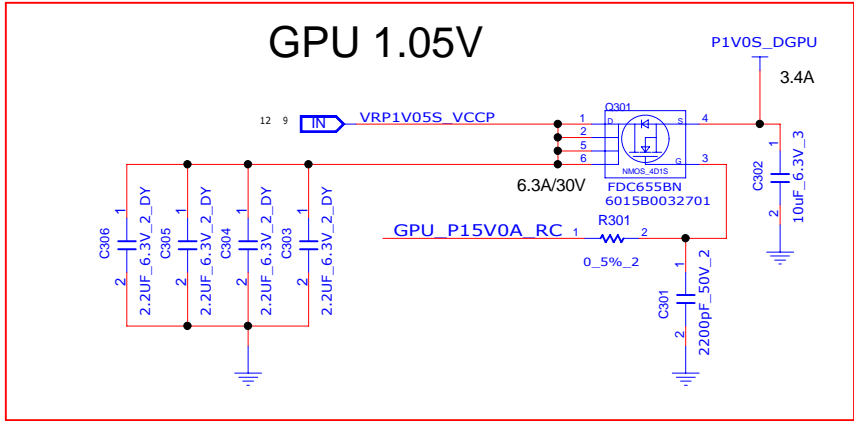 GPU 1.05V
P1V0S_DGPU
3.4A
Q301
12 9 IN VRP1V05S_VCCP
1 D S 4
2
5
6 G 3
NMOS_4D1S
6.3A/30V
FDC655BN
6015B0032701
1
C302
2
10uF_6.3V_3
GPU_P15V0A_RC 1 R301 2
0_5%_2
1
C301
2
2200pF_50V_2
1
C306
2
2.2UF_6.3V_2_DY
1
C305
2
2.2UF_6.3V_2_DY
1
C304
2
2.2UF_6.3V_2_DY
1
C303
2
2.2UF_6.3V_2_DY